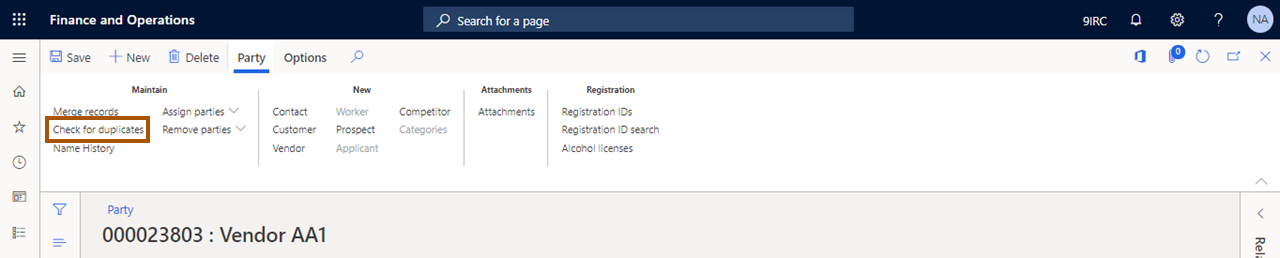 Finance and Operations
Search for a page
9IRC
NA
Save
New
Delete
Party
Options
0
Maintain
New
Attachments
Registration
Merge records
Assign parties
Contact
Worker
Competitor
Attachments
Registration IDs
Check for duplicates
Remove parties
Customer
Prospect
Categories
Registration ID search
Name History
Vendor
Applicant
Alcohol licenses
Party
000023803 : Vendor AA1